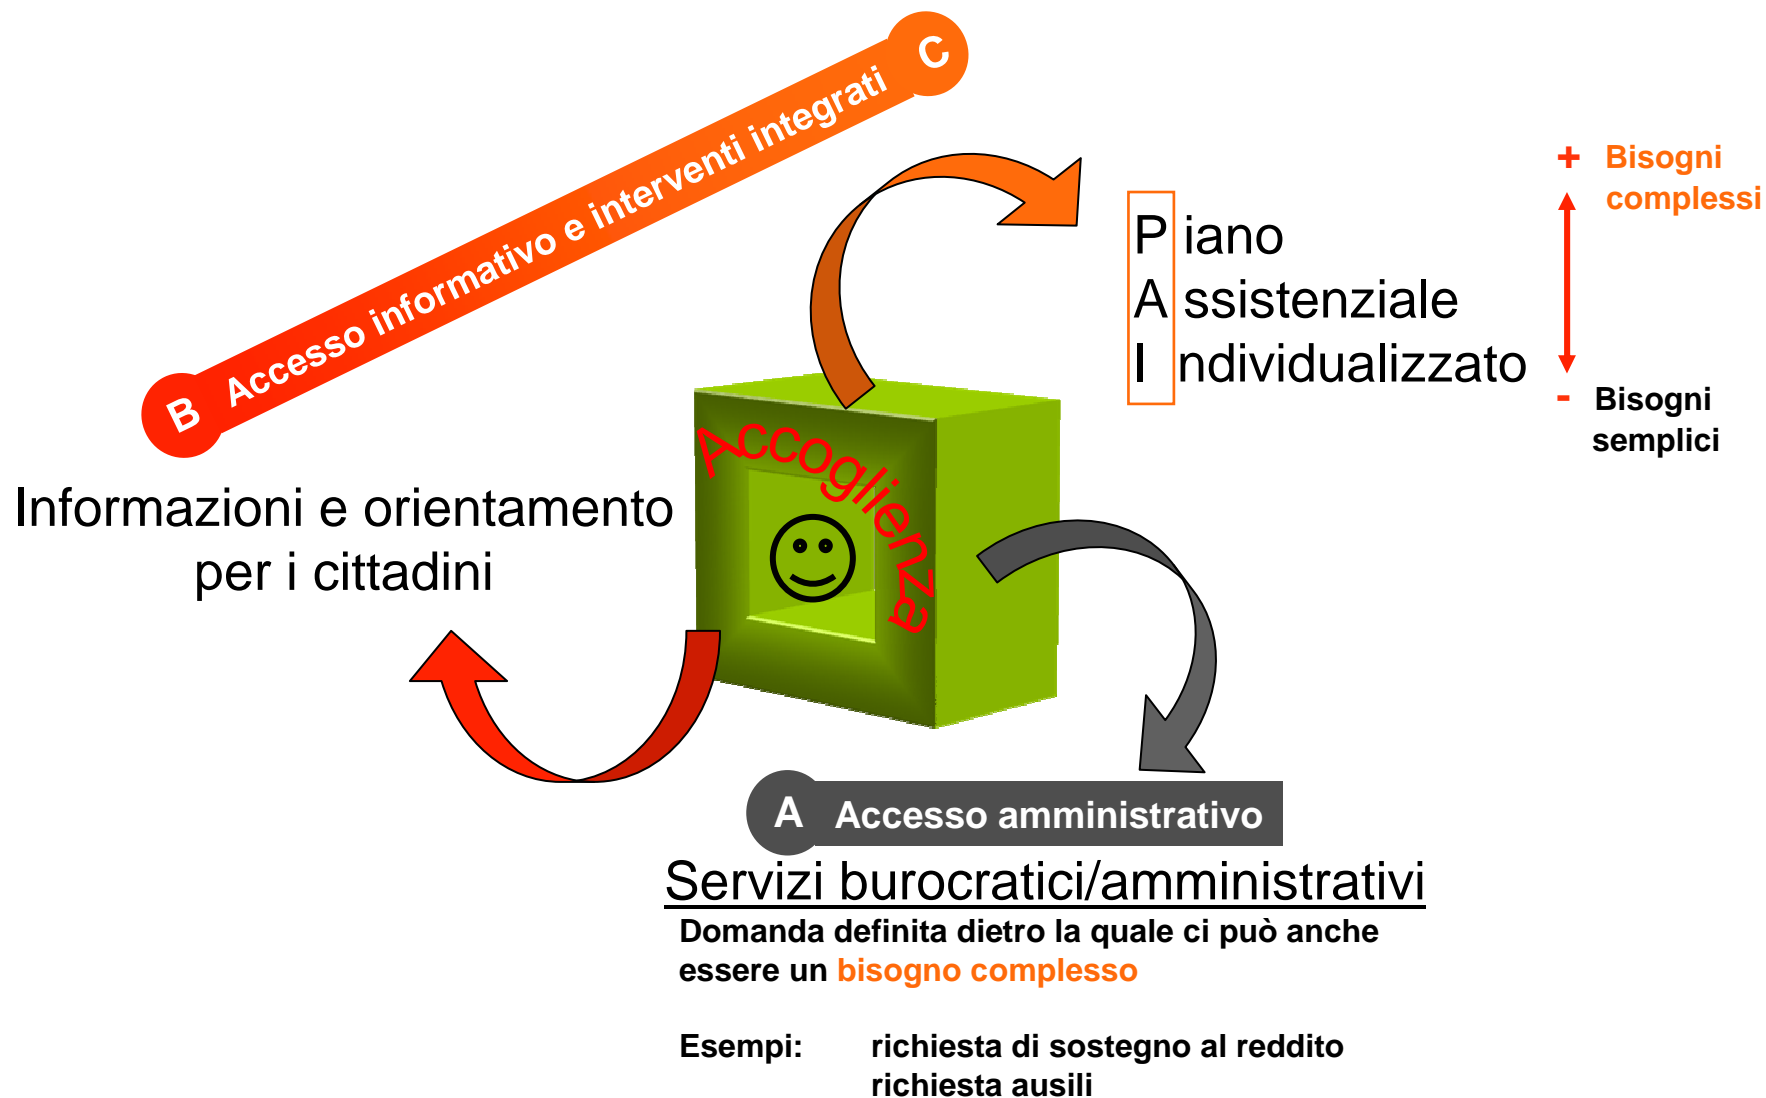 C
B Accesso informativo e interventi integrati
+ Bisogni
complessi
P iano
A ssistenziale
I ndividualizzato
- Bisogni
semplici
Accoglienza
Informazioni e orientamento
per i cittadini
A Accesso amministrativo
Servizi burocratici/amministrativi
Domanda definita dietro la quale ci può anche
essere un bisogno complesso
Esempi: richiesta di sostegno al reddito
richiesta ausili